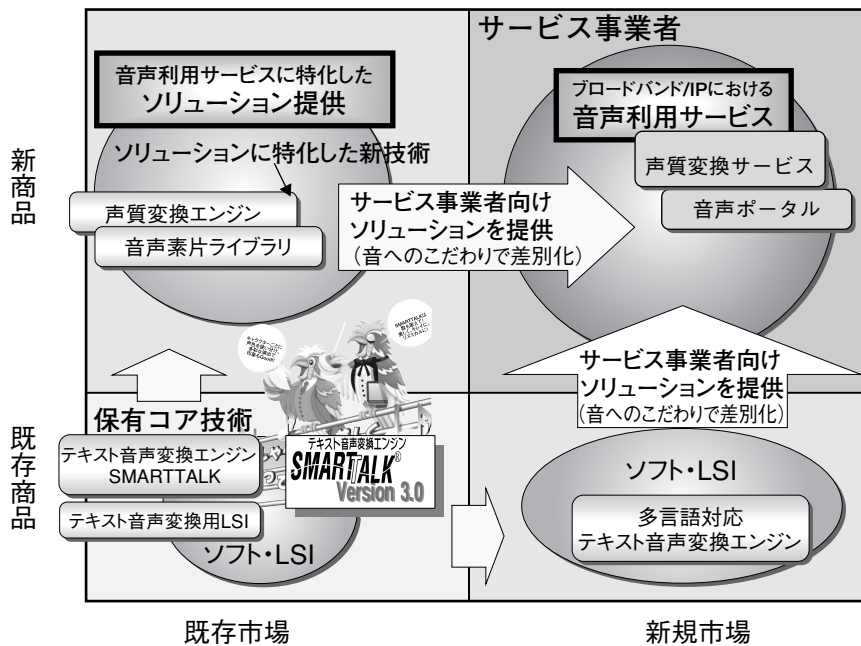 サービス事業者
音声利用サービスに特化した
ソリューション提供
ソリューションに特化した新技術
声質変換エンジン
音声素片ライブラリ
ブロードバンド/IPにおける
音声利用サービス
声質変換サービス
音声ポータル
サービス事業者向け
ソリューションを提供
(音へのこだわりで差別化)
新商品
SMARTTALKは
サービス事業者向け
ソリューションを提供
(音へのこだわりで差別化)
保有コア技術
テキスト音声変換エンジン
SMARTTALK
テキスト音声変換用LSI
ソフト・LSI
テキスト音声変換エンジン
SMARTTALK®
Version 3.0
ソフト・LSI
多言語対応
テキスト音声変換エンジン
既存商品
既存市場
新規市場